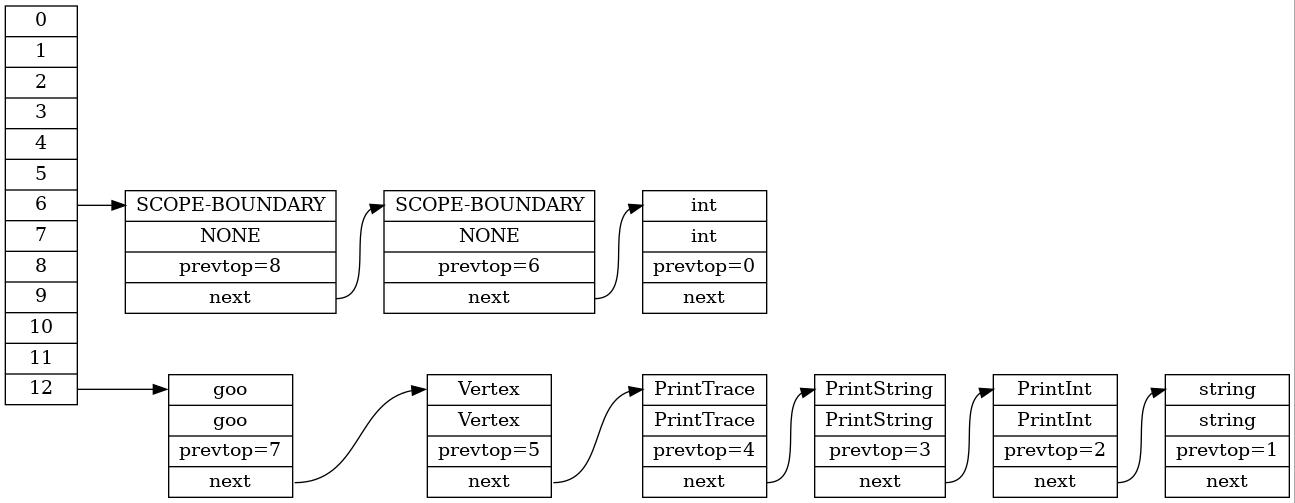 0
1
2
3
4
5
6
7
8
9
10
11
12
SCOPE-BOUNDARY
NONE
prevtop=8
next
SCOPE-BOUNDARY
NONE
prevtop=6
next
int
int
prevtop=0
next
goo
goo
prevtop=7
next
Vertex
Vertex
prevtop=5
next
PrintTrace
PrintTrace
prevtop=4
next
PrintString
PrintString
prevtop=3
next
PrintInt
PrintInt
prevtop=2
next
string
string
prevtop=1
next